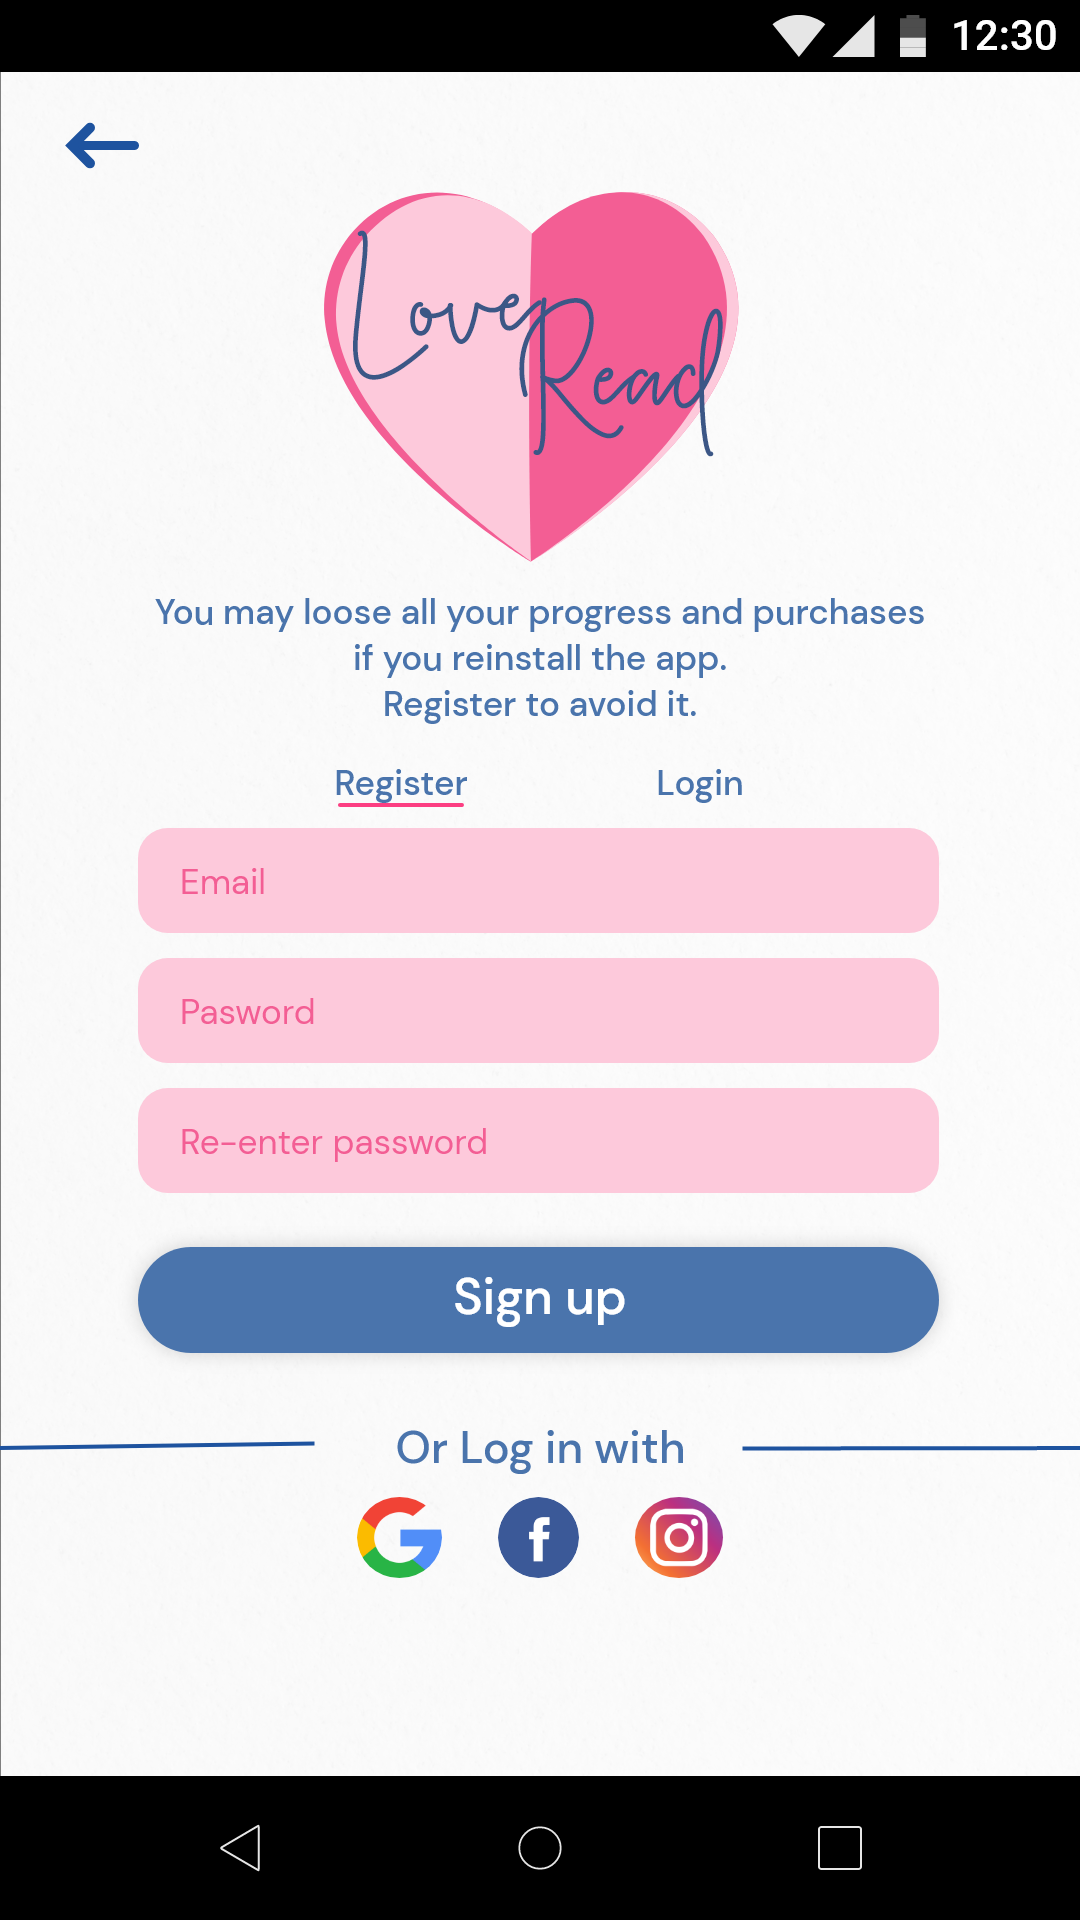 12:30
Love
Read
You may loose all your progress and purchases
if you reinstall the app.
Register to avoid it.
Register Login
Email
Pasword
Re-enter password
Sign up
Or Log in with